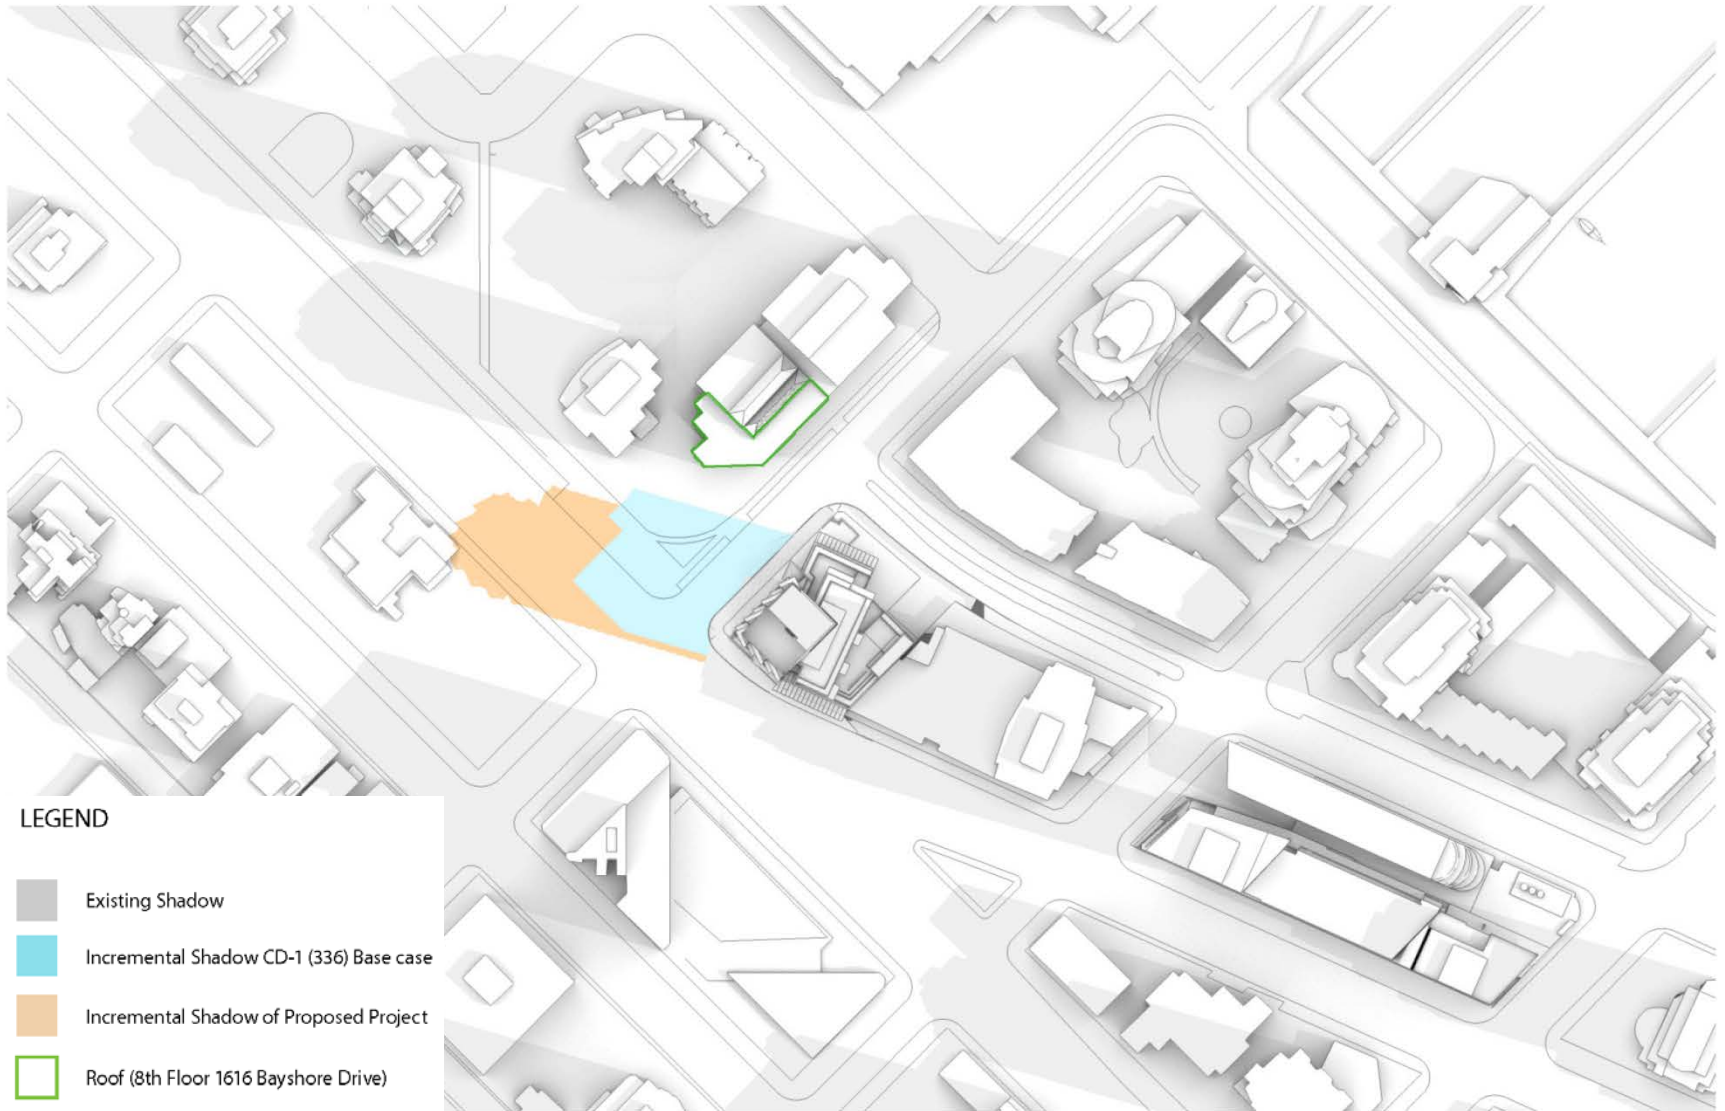 LEGEND
Existing Shadow
Incremental Shadow CD-1 (336) Base case
Incremental Shadow of Proposed Project
Roof (8th Floor 1616 Bayshore Drive)